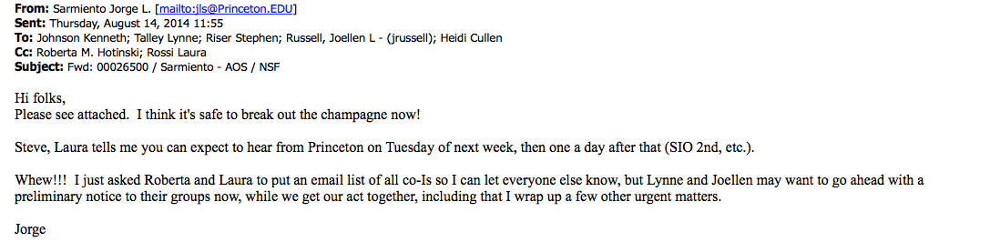 From: Sarmiento Jorge L. [mailto:jls@Princeton.EDU]
Sent: Thursday, August 14, 2014 11:55
To: Johnson Kenneth; Talley Lynne; Riser Stephen; Russell, Joellen L - (jrussell); Heidi Cullen
Cc: Roberta M. Hotinski; Rossi Laura
Subject: Fwd: 00026500 / Sarmiento - AOS / NSF
Hi folks,
Please see attached.  I think it's safe to break out the champagne now!
Steve, Laura tells me you can expect to hear from Princeton on Tuesday of next week, then one a day after that (SIO 2nd, etc.).
Whew!!!  I just asked Roberta and Laura to put an email list of all co-Is so I can let everyone else know, but Lynne and Joellen may want to go ahead with a
preliminary notice to their groups now, while we get our act together, including that I wrap up a few other urgent matters.
Jorge